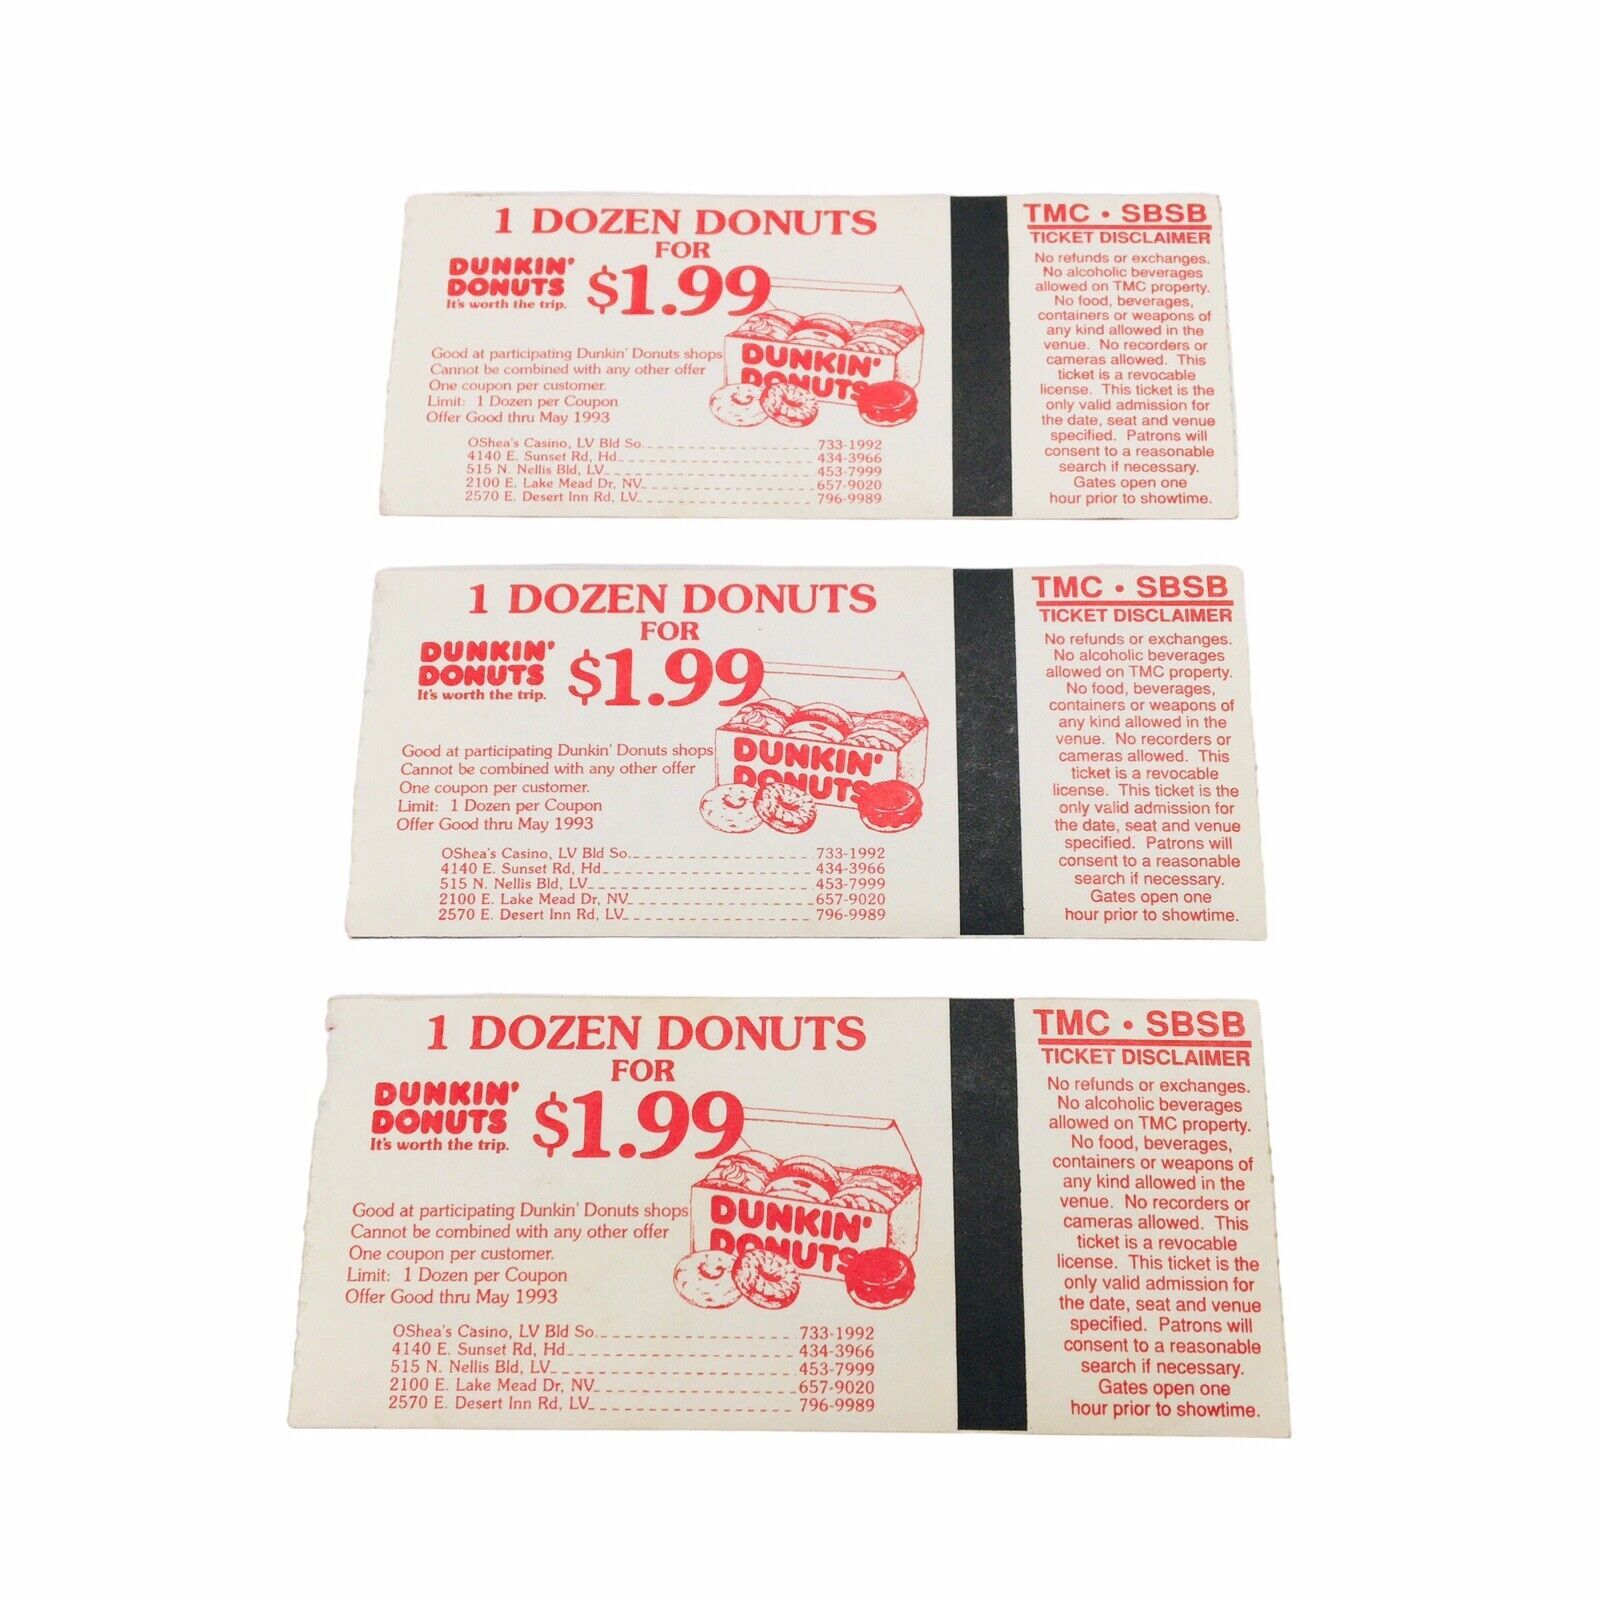 1 DOZEN DONUTS
FOR
$1.99
DUNKIN'
DONUTS
It's worth the trip.
DUNKIN'
DONUTS
Good at participating Dunkin' Donuts shops
Cannot be combined with any other offer
One coupon per customer.
Limit: 1 Dozen per Coupon
Offer Good thru May 1993
OShea's Casino, LV Bld So. 733-1992
4140 E. Sunset Rd, Hd 434-3966
515 N. Nellis Bld, LV 453-7999
2100 E. Lake Mead Dr, NV 657-9020
2570 E. Desert Inn Rd, LV 796-9989
TMC • SBSB
TICKET DISCLAIMER
No refunds or exchanges.
No alcoholic beverages
allowed on TMC property.
No food, beverages,
containers or weapons of
any kind allowed in the
venue. No recorders or
cameras allowed. This
ticket is a revocable
license. This ticket is the
only valid admission for
the date, seat and venue
specified. Patrons will
consent to a reasonable
search if necessary.
Gates open one
hour prior to showtime.
1 DOZEN DONUTS
FOR
$1.99
DUNKIN'
DONUTS
It's worth the trip.
DUNKIN'
DONUTS
Good at participating Dunkin' Donuts shops
Cannot be combined with any other offer
One coupon per customer.
Limit: 1 Dozen per Coupon
Offer Good thru May 1993
OShea's Casino, LV Bld So. 733-1992
4140 E. Sunset Rd, Hd 434-3966
515 N. Nellis Bld, LV 453-7999
2100 E. Lake Mead Dr, NV 657-9020
2570 E. Desert Inn Rd, LV 796-9989
TMC • SBSB
TICKET DISCLAIMER
No refunds or exchanges.
No alcoholic beverages
allowed on TMC property.
No food, beverages,
containers or weapons of
any kind allowed in the
venue. No recorders or
cameras allowed. This
ticket is a revocable
license. This ticket is the
only valid admission for
the date, seat and venue
specified. Patrons will
consent to a reasonable
search if necessary.
Gates open one
hour prior to showtime.
1 DOZEN DONUTS
FOR
$1.99
DUNKIN'
DONUTS
It's worth the trip.
DUNKIN'
DONUTS
Good at participating Dunkin' Donuts shops
Cannot be combined with any other offer
One coupon per customer.
Limit: 1 Dozen per Coupon
Offer Good thru May 1993
OShea's Casino, LV Bld So. 733-1992
4140 E. Sunset Rd, Hd 434-3966
515 N. Nellis Bld, LV 453-7999
2100 E. Lake Mead Dr, NV 657-9020
2570 E. Desert Inn Rd, LV 796-9989
TMC • SBSB
TICKET DISCLAIMER
No refunds or exchanges.
No alcoholic beverages
allowed on TMC property.
No food, beverages,
containers or weapons of
any kind allowed in the
venue. No recorders or
cameras allowed. This
ticket is a revocable
license. This ticket is the
only valid admission for
the date, seat and venue
specified. Patrons will
consent to a reasonable
search if necessary.
Gates open one
hour prior to showtime.